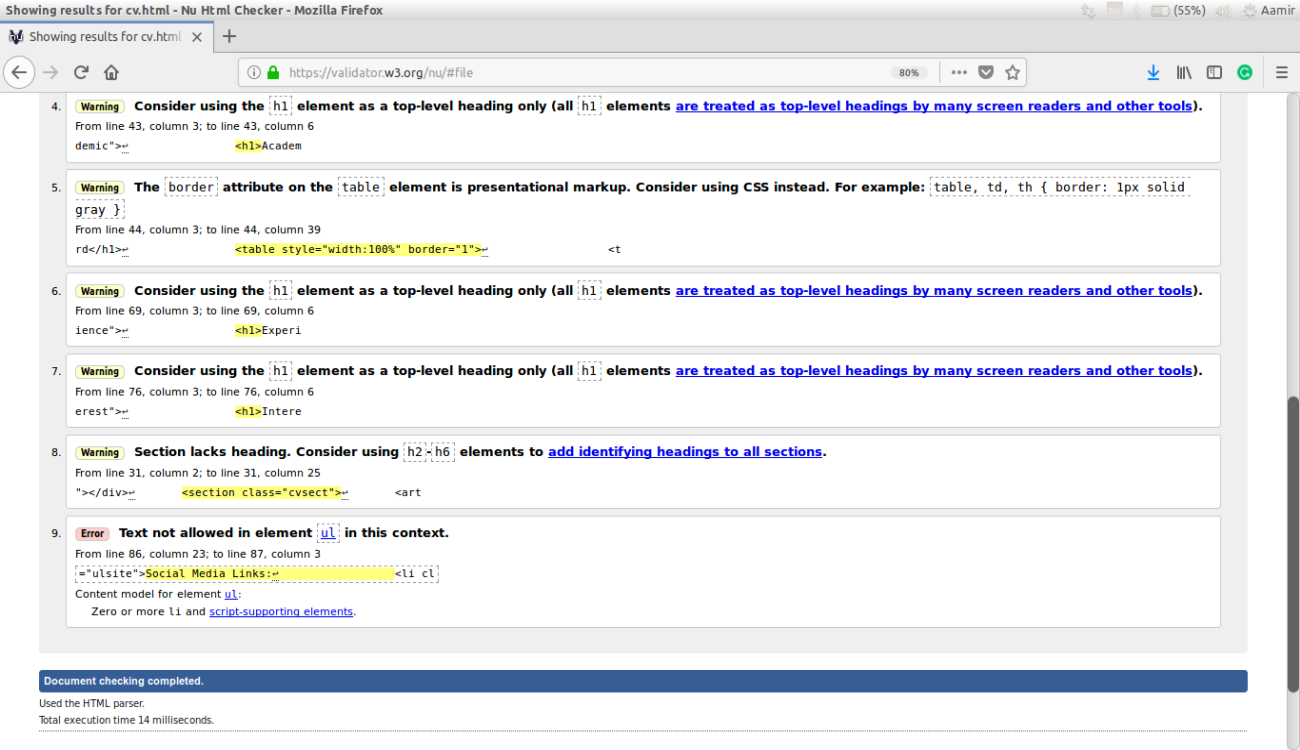 Showing results for cv.html - Nu Html Checker - Mozilla Firefox
(55%) Aamir
Showing results for cv.html
https://validator.w3.org/nu/#file 80%
4. Warning Consider using the h1 element as a top-level heading only (all h1 elements are treated as top-level headings by many screen readers and other tools).
From line 43, column 3; to line 43, column 6
demic">↩ <h1>Academ
5. Warning The border attribute on the table element is presentational markup. Consider using CSS instead. For example: table, td, th { border: 1px solid
gray }
From line 44, column 3; to line 44, column 39
rd</h1>↩ <table style="width:100%" border="1">↩ <t
6. Warning Consider using the h1 element as a top-level heading only (all h1 elements are treated as top-level headings by many screen readers and other tools).
From line 69, column 3; to line 69, column 6
ience">↩ <h1>Experi
7. Warning Consider using the h1 element as a top-level heading only (all h1 elements are treated as top-level headings by many screen readers and other tools).
From line 76, column 3; to line 76, column 6
erest">↩ <h1>Intere
8. Warning Section lacks heading. Consider using h2-h6 elements to add identifying headings to all sections.
From line 31, column 2; to line 31, column 25
"></div>↩ <section class="cvsect">↩ <art
9. Error Text not allowed in element ul in this context.
From line 86, column 23; to line 87, column 3
="ulsite">Social Media Links:↩ <li cl
Content model for element ul:
Zero or more li and script-supporting elements.
Document checking completed.
Used the HTML parser.
Total execution time 14 milliseconds.